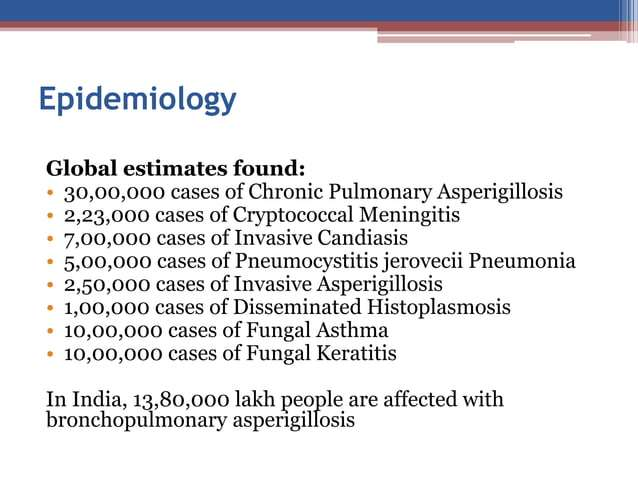 Epidemiology
Global estimates found:
• 30,00,000 cases of Chronic Pulmonary Asperigillosis
• 2,23,000 cases of Cryptococcal Meningitis
• 7,00,000 cases of Invasive Candiasis
• 5,00,000 cases of Pneumocystitis jerovecii Pneumonia
• 2,50,000 cases of Invasive Asperigillosis
• 1,00,000 cases of Disseminated Histoplasmosis
• 10,00,000 cases of Fungal Asthma
• 10,00,000 cases of Fungal Keratitis
In India, 13,80,000 lakh people are affected with
bronchopulmonary asperigillosis